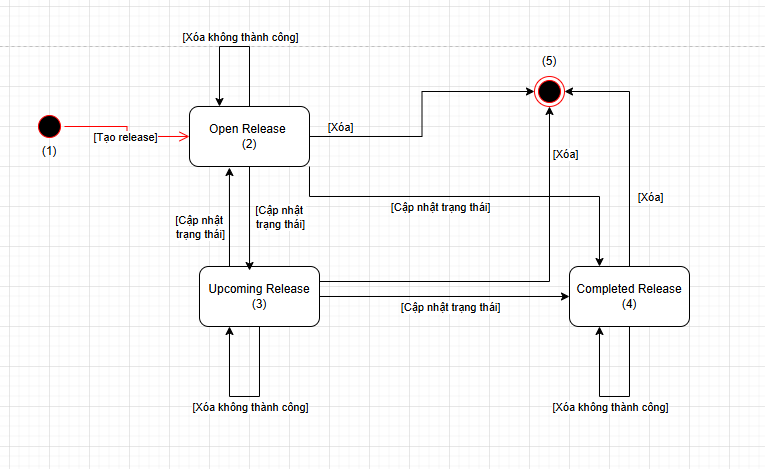 [Xóa không thành công]
(5)
Open Release
(2)
[Xóa]
(1)
[Tạo release]
[Xóa]
[Cập nhật
trạng thái]
[Cập nhật
trạng thái]
[Cập nhật trạng thái]
[Xóa]
Upcoming Release
(3)
Completed Release
(4)
[Cập nhật trạng thái]
[Xóa không thành công]
[Xóa không thành công]